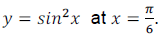 y = sin²x at x = π/6.